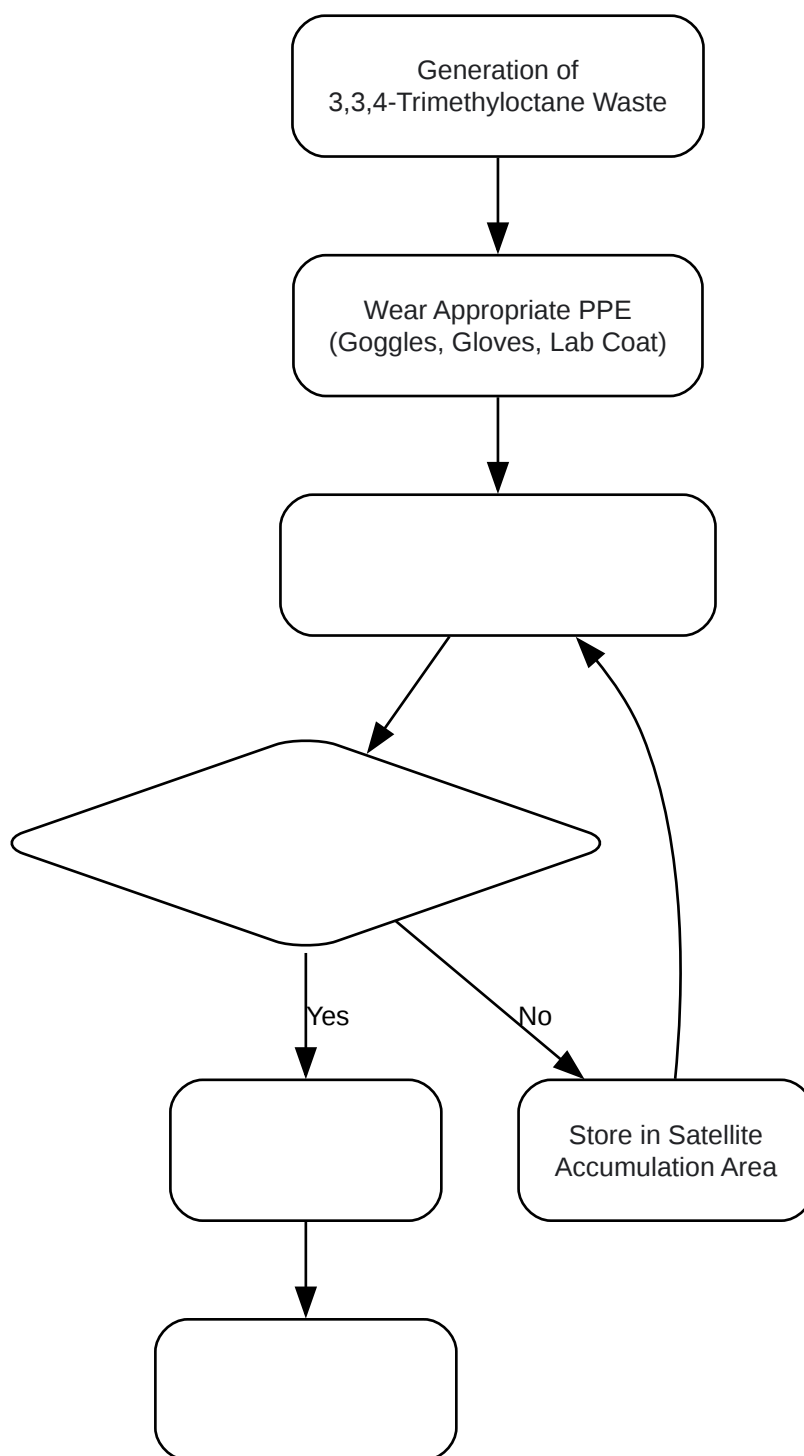 Generation of
3,3,4-Trimethyloctane Waste
Wear Appropriate PPE
(Goggles, Gloves, Lab Coat)
Yes
No
Store in Satellite
Accumulation Area